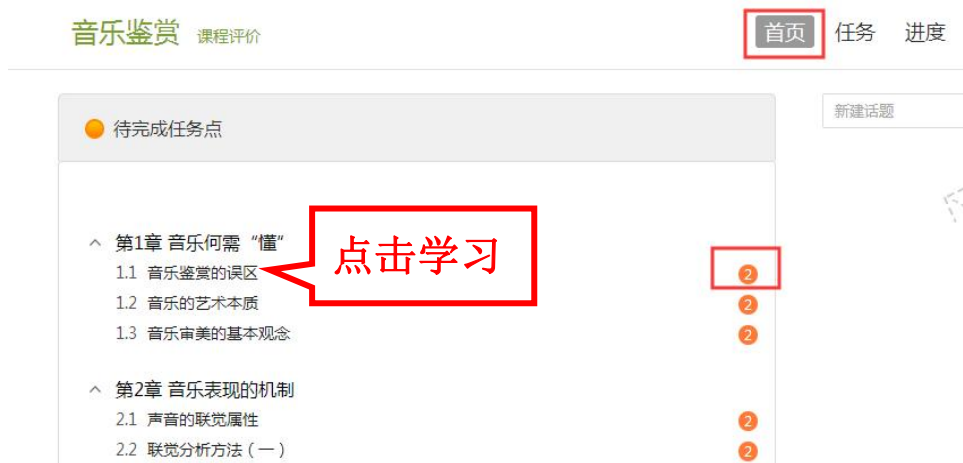 音乐鉴赏 课程评价 首页 任务 进度
新建话题
待完成任务点
第1章 音乐何需“懂”
点击学习
1.1 音乐鉴赏的误区 2
1.2 音乐的艺术本质 2
1.3 音乐审美的基本观念 2
第2章 音乐表现的机制
2.1 声音的联觉属性 2
2.2 联觉分析方法(一) 2